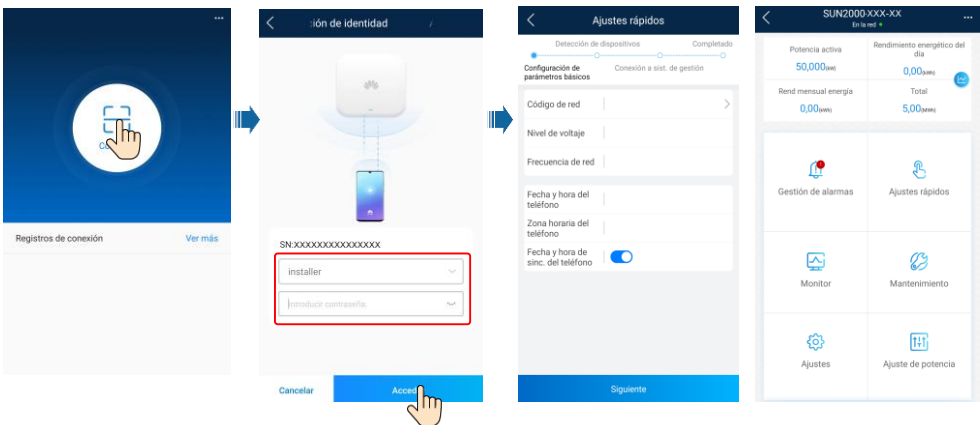 Registros de conexión
Ver más
ión de identidad
SN:XXXXXXXXXXXXXXX
installer
Introducir contraseña.
Cancelar
Acced
Ajustes rápidos
Detección de dispositivos
Completado
Configuración de
parámetros básicos
Conexión a sist. de gestión
Código de red
Nivel de voltaje
Frecuencia de red
Fecha y hora del
teléfono
Zona horaria del
teléfono
Fecha y hora de
sinc. del teléfono
Siguiente
SUN2000-XXX-XX
En la red
Potencia activa
50,000(kW)
Rendimiento energético del
día
0,00(kWh)
Rend mensual energía
0,00(kWh)
Total
5,00(MWh)
Gestión de alarmas
Ajustes rápidos
Monitor
Mantenimiento
Ajustes
Ajuste de potencia